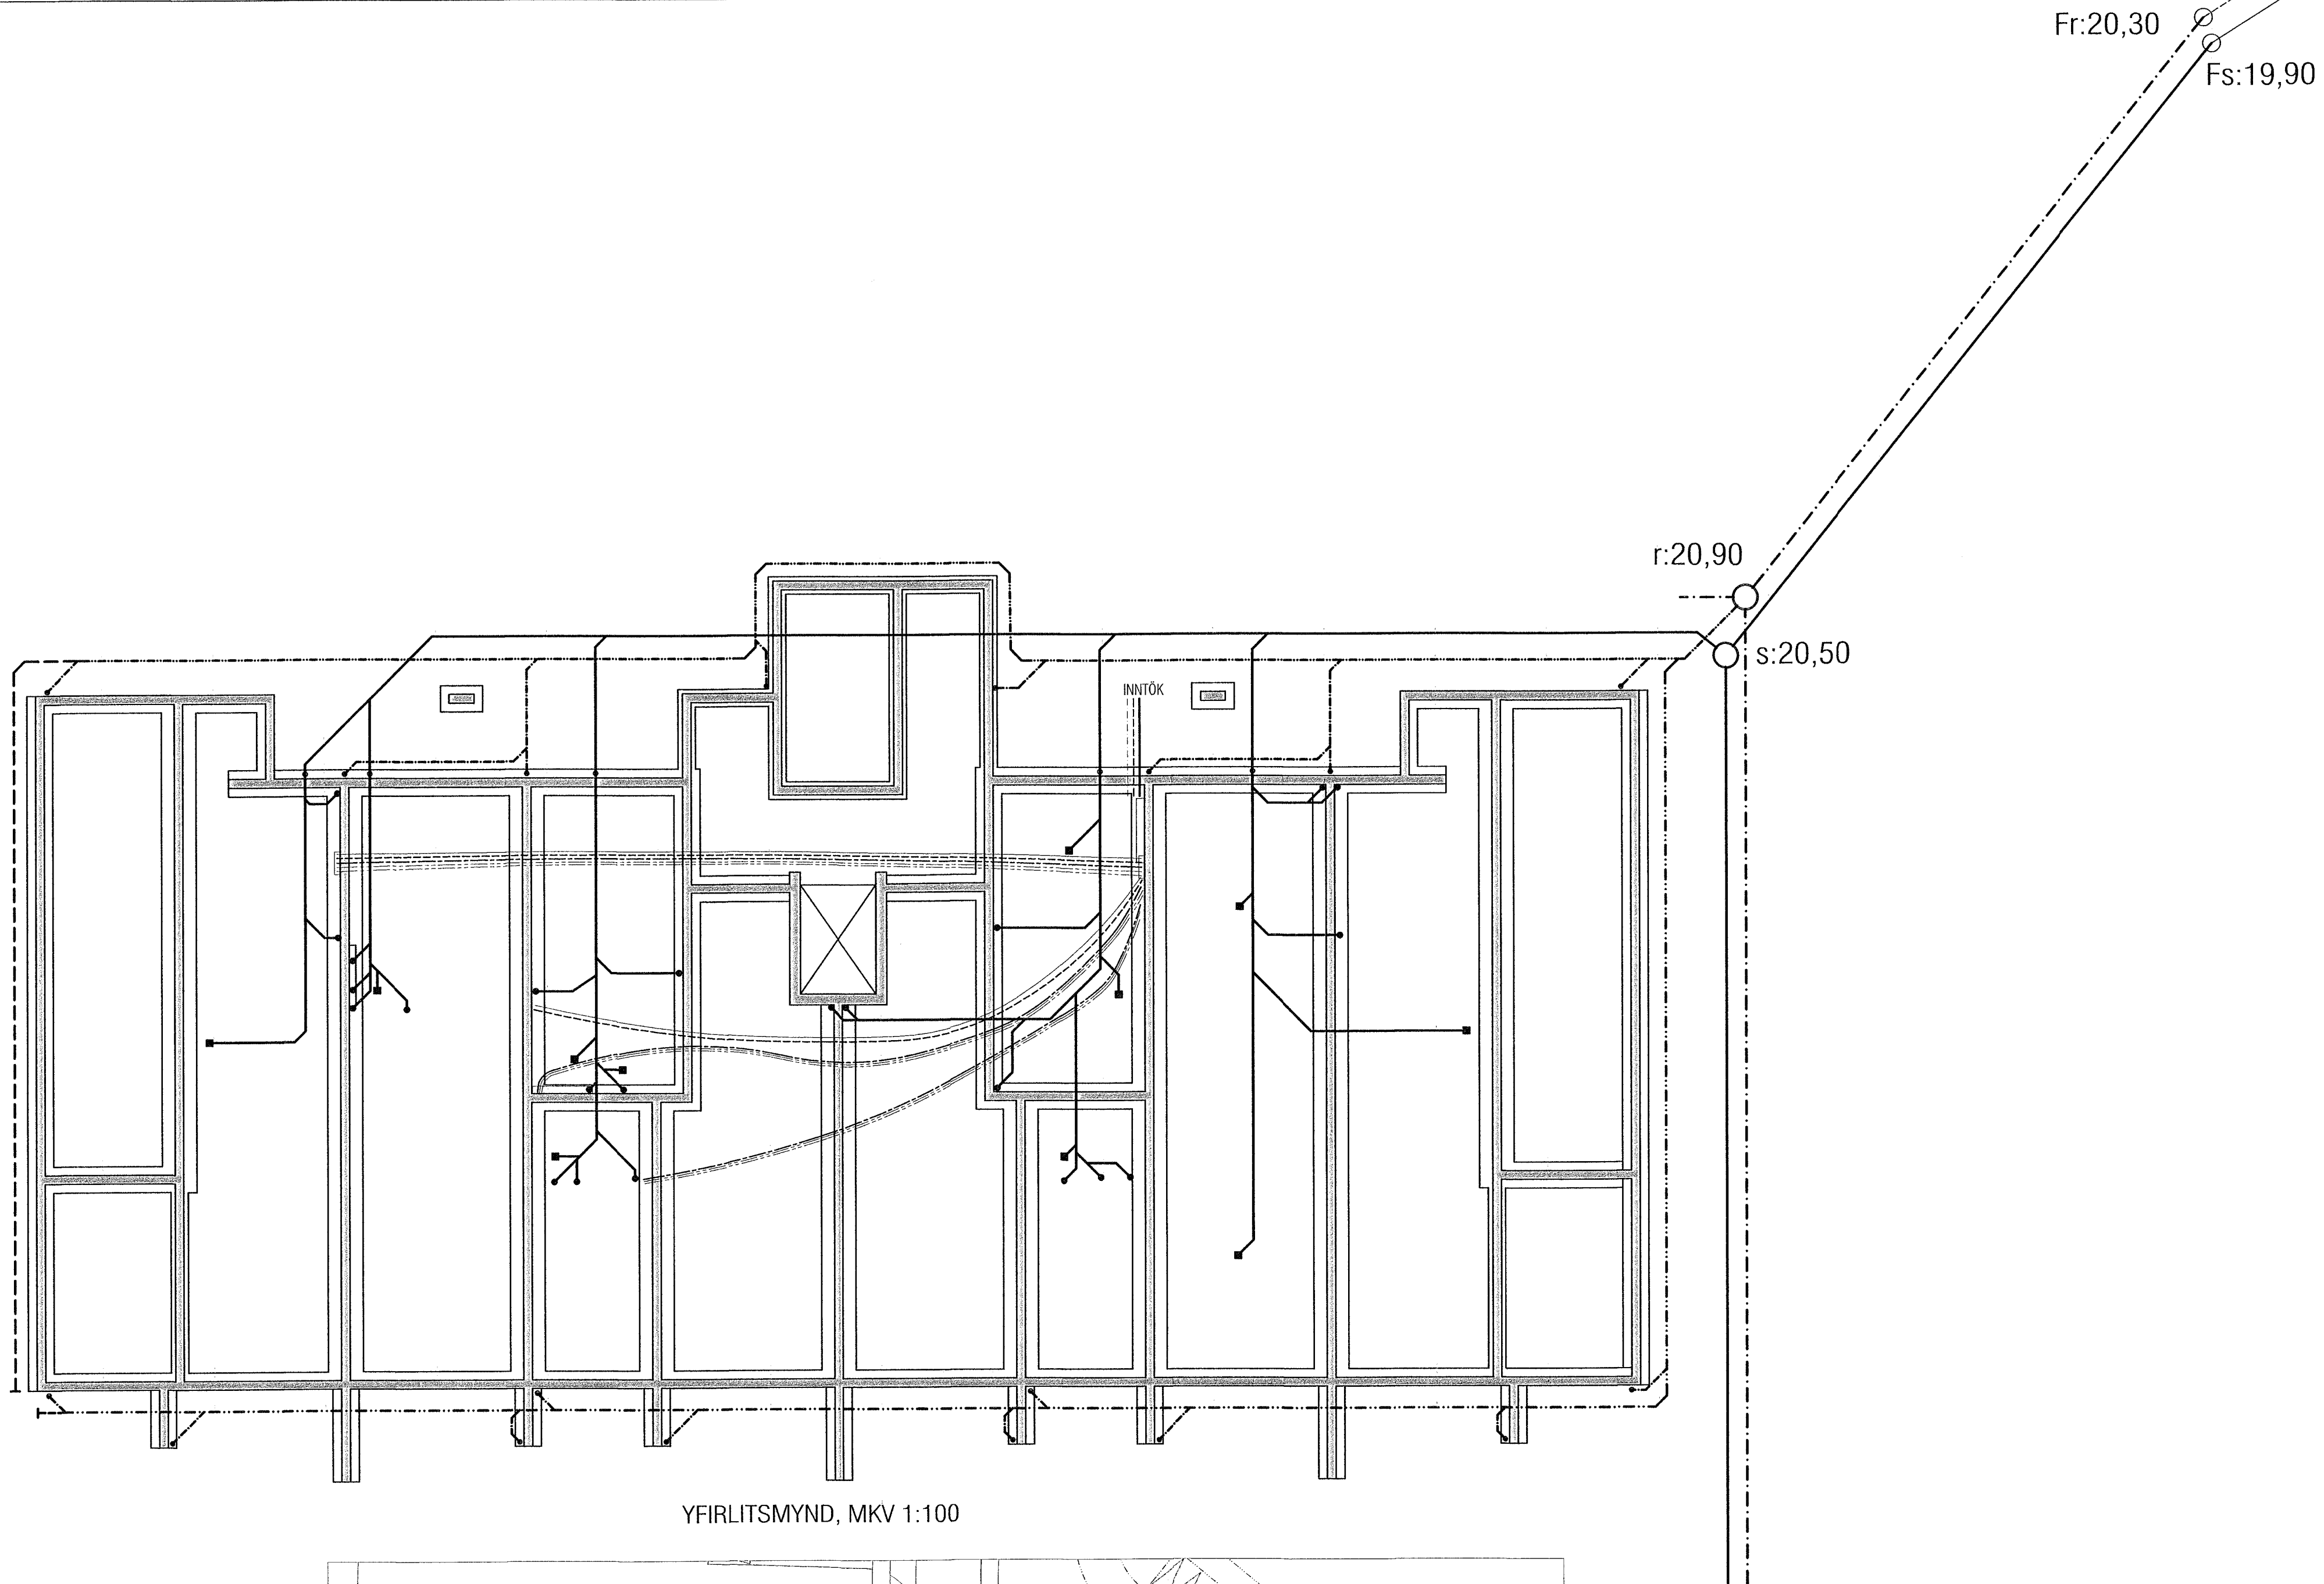 Fr:20,30
Fs:19,90
r:20,90
s:20,50
INNTÖK
YFIRLITSMYND, MKV 1:100